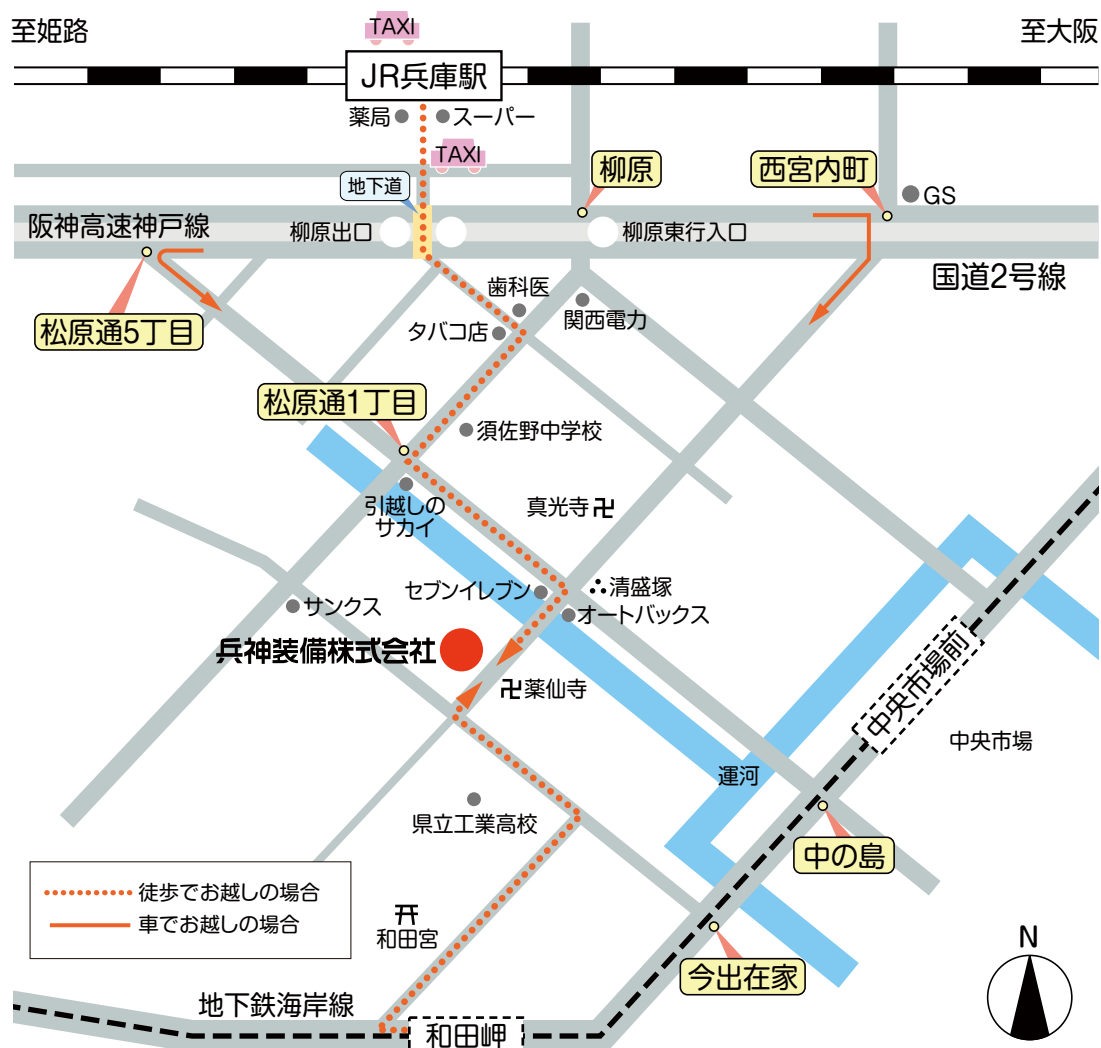 至姫路
TAXI
至大阪
JR兵庫駅
薬局
スーパー
TAXI
地下道
柳原
西宮内町
GS
阪神高速神戸線
柳原出口
柳原東行入口
国道2号線
歯科医
関西電力
タバコ店
松原通5丁目
松原通1丁目
須佐野中学校
引越しの
サカイ
真光寺卍
セブンイレブン
清盛塚
オートバックス
サンクス
兵神装備株式会社
卍薬仙寺
中央市場前
中央市場
運河
県立工業高校
中の島
徒歩でお越しの場合
車でお越しの場合
和田宮
今出在家
N
地下鉄海岸線
和田岬